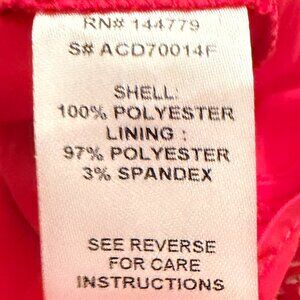 RN# 144779
S# ACD70014F
SHELL:
100% POLYESTER
LINING :
97% POLYESTER
3% SPANDEX
SEE REVERSE
FOR CARE
INSTRUCTIONS